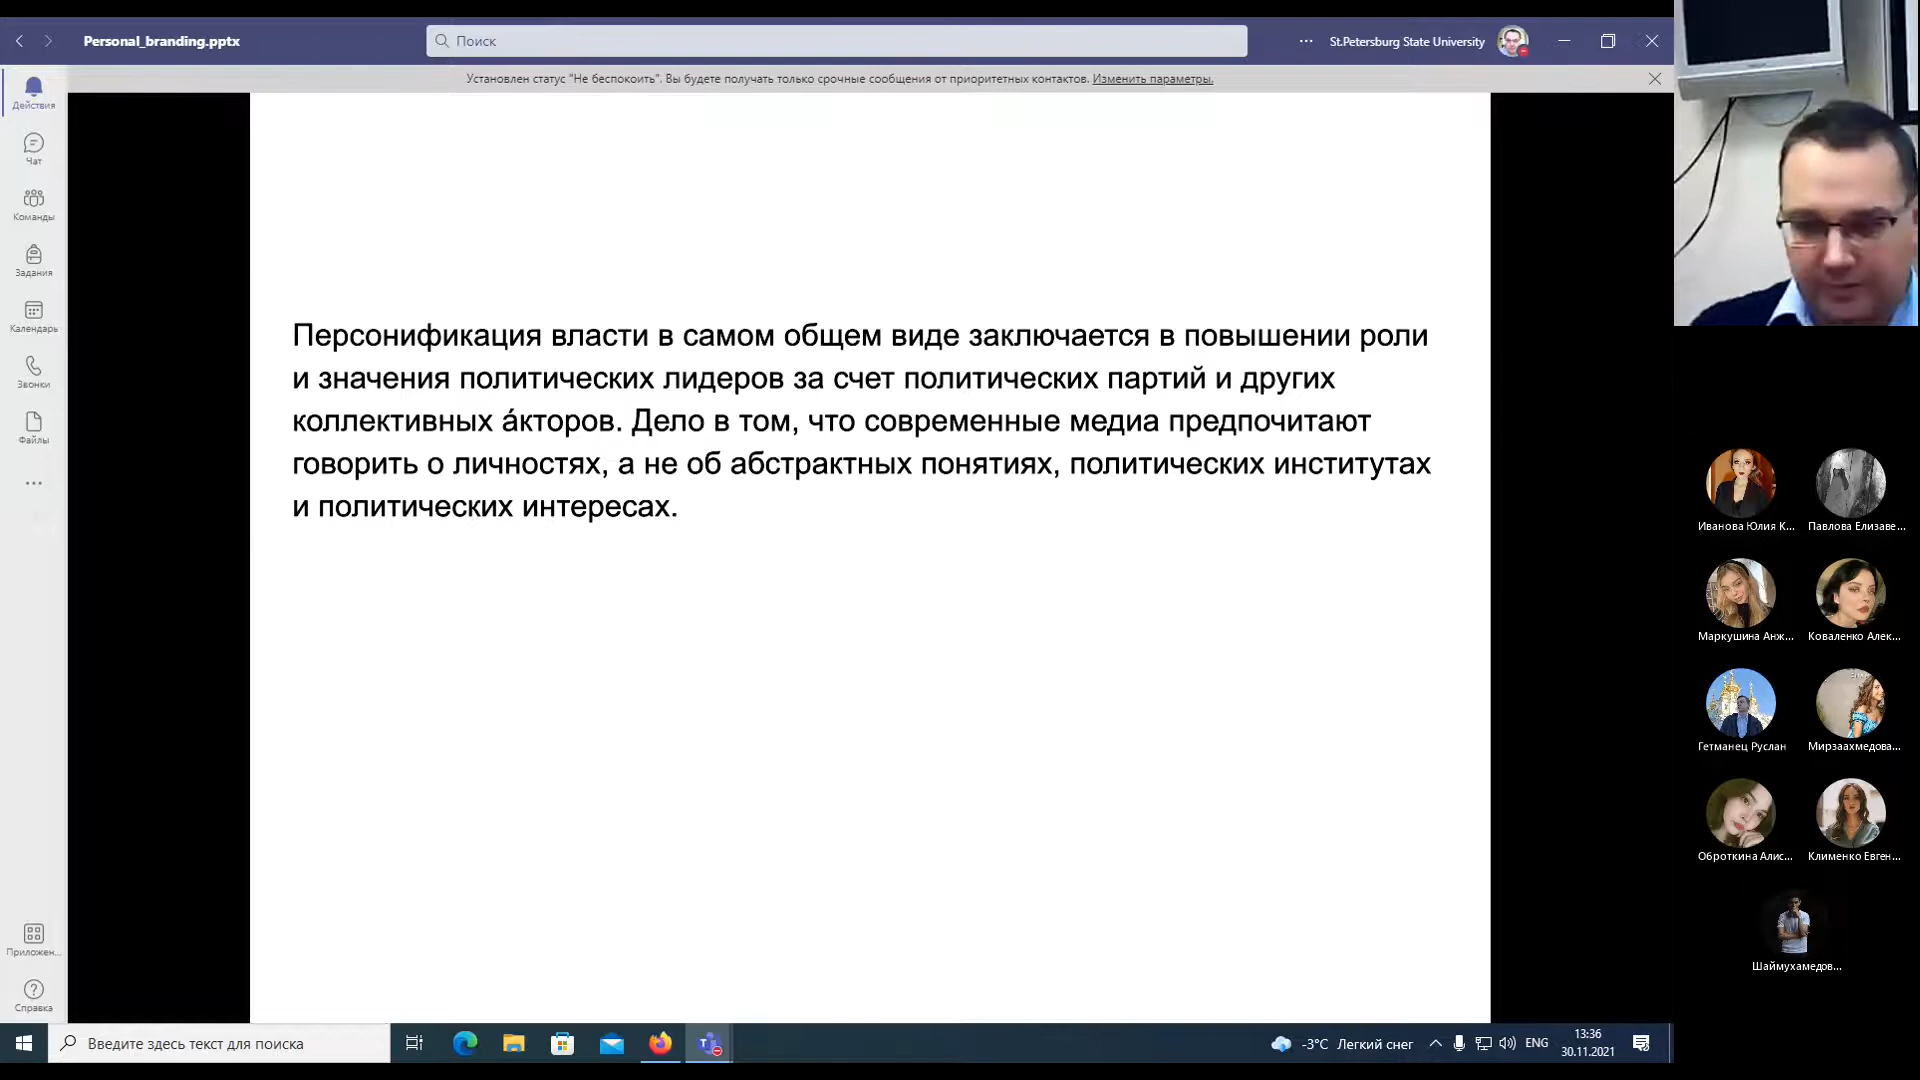 Personal_branding.pptx
Поиск
St.Petersburg State University
Установлен статус "Не беспокоить". Вы будете получать только срочные сообщения от приоритетных контактов. Изменить параметры.
Действия
Чат
Команды
Задания
Календарь
Звонки
Файлы
Приложен...
Справка
Персонификация власти в самом общем виде заключается в повышении роли
и значения политических лидеров за счет политических партий и других
коллективных а́кторов. Дело в том, что современные медиа предпочитают
говорить о личностях, а не об абстрактных понятиях, политических институтах
и политических интересах.
Иванова Юлия К...
Павлова Елизаве...
Маркушина Анж...
Коваленко Алек...
Гетманец Руслан
Мирзаахмедова...
Оброткина Алис...
Клименко Евген...
Шаймухамедов...
Введите здесь текст для поиска
-3°C Легкий снег
ENG
13:36
30.11.2021